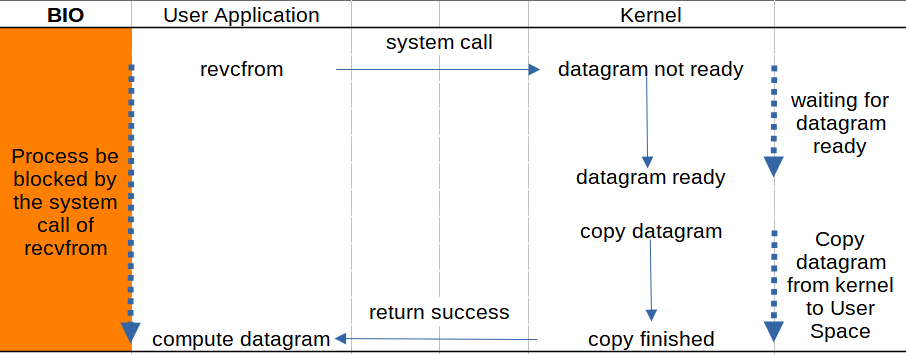 BIO User Application Kernel
system call
revcfrom
datagram not ready
waiting for
datagram
ready
Process be
blocked by
the system
call of
recvfrom
datagram ready
copy datagram
Copy
datagram
from kernel
to User
Space
return success
compute datagram
copy finished